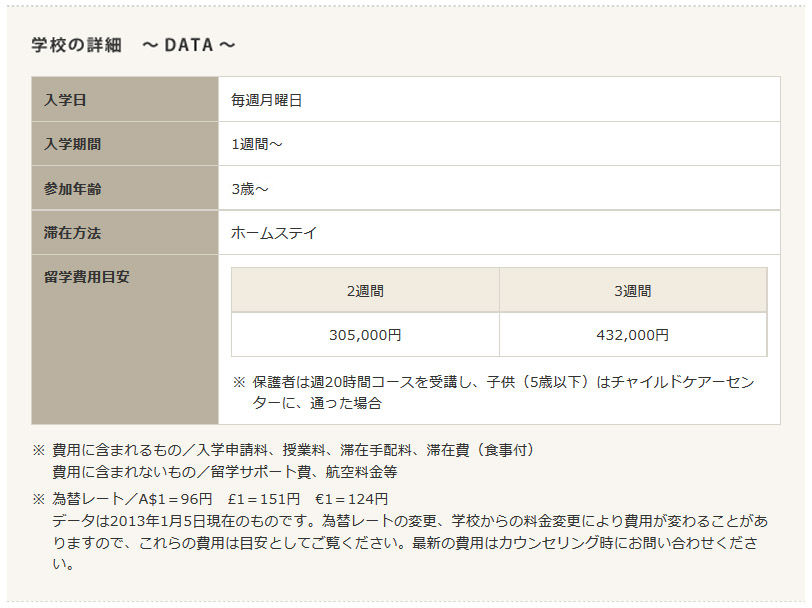 学校の詳細　～ DATA ～
入学日
毎週月曜日
入学期間
1週間～
参加年齢
3歳～
滞在方法
ホームステイ
留学費用目安
2週間
3週間
305,000円
432,000円
※ 保護者は週20時間コースを受講し、子供（5歳以下）はチャイルドケアーセン
ターに、通った場合
※ 費用に含まれるもの／入学申請料、授業料、滞在手配料、滞在費（食事付）
費用に含まれないもの／留学サポート費、航空料金等
※ 為替レート／A$1＝96円　£1＝151円　€1＝124円
データは2013年1月5日現在のものです。為替レートの変更、学校からの料金変更により費用が変わることがあ
りますので、これらの費用は目安としてご覧ください。最新の費用はカウンセリング時にお問い合わせくださ
い。